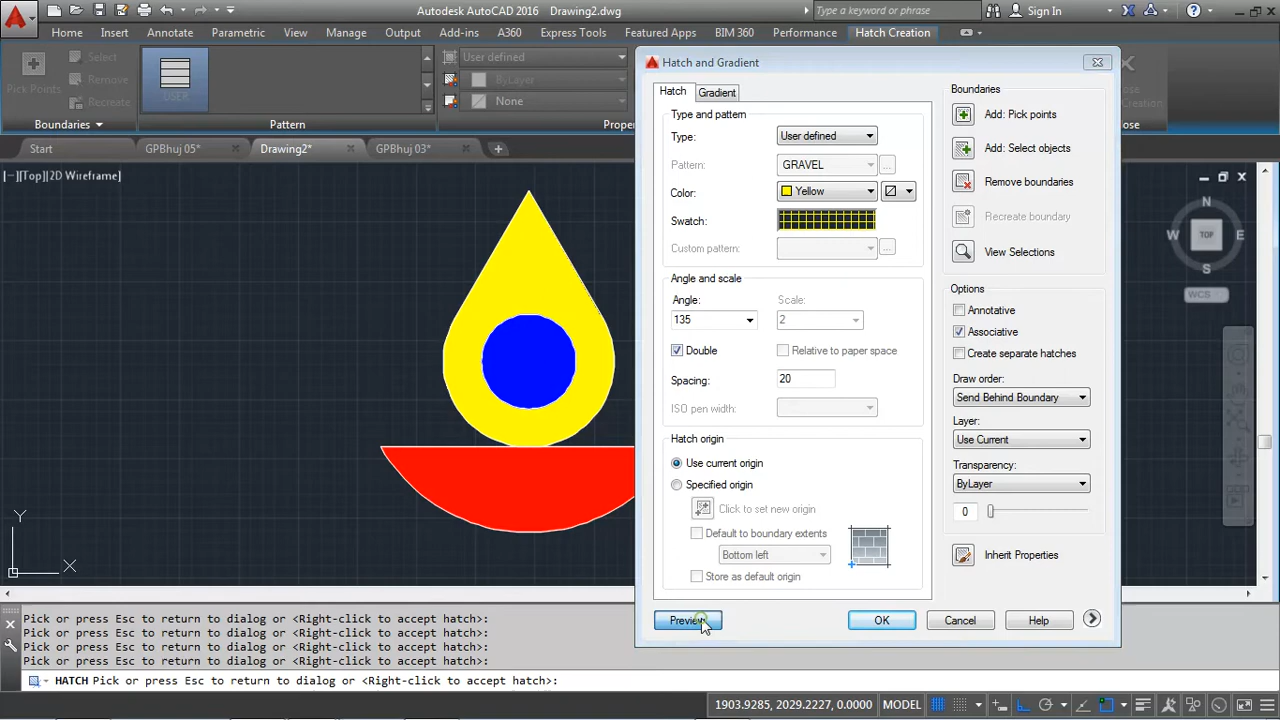 Autodesk AutoCAD 2016 Drawing2.dwg
Type a keyword or phrase
Sign In
Home Insert Annotate Parametric View Manage Output Add-ins A360 Express Tools Featured Apps BIM 360 Performance Hatch Creation
Pick Points
Select
Remove
Recreate
Boundaries
USER
Pattern
User defined
ByLayer
None
Start GPBhuj 05* Drawing2* GPBhuj 03*
[−][Top][2D Wireframe]
Hatch and Gradient
Hatch Gradient
Type and pattern
Type: User defined
Pattern: GRAVEL
Color: Yellow
Swatch:
Custom pattern:
Angle and scale
Angle: Scale:
135 2
Double Relative to paper space
Spacing: 20
ISO pen width:
Hatch origin
Use current origin
Specified origin
Click to set new origin
Default to boundary extents
Bottom left
Store as default origin
Boundaries
Add: Pick points
Add: Select objects
Remove boundaries
Recreate boundary
View Selections
Options
Annotative
Associative
Create separate hatches
Draw order:
Send Behind Boundary
Layer:
Use Current
Transparency:
ByLayer
0
Inherit Properties
Preview OK Cancel Help
N
W TOP E
S
WCS
Y
X
Pick or press Esc to return to dialog or <Right-click to accept hatch>:
Pick or press Esc to return to dialog or <Right-click to accept hatch>:
Pick or press Esc to return to dialog or <Right-click to accept hatch>:
Pick or press Esc to return to dialog or <Right-click to accept hatch>:
HATCH Pick or press Esc to return to dialog or <Right-click to accept hatch>:
1903.9285, 2029.2227, 0.0000 MODEL